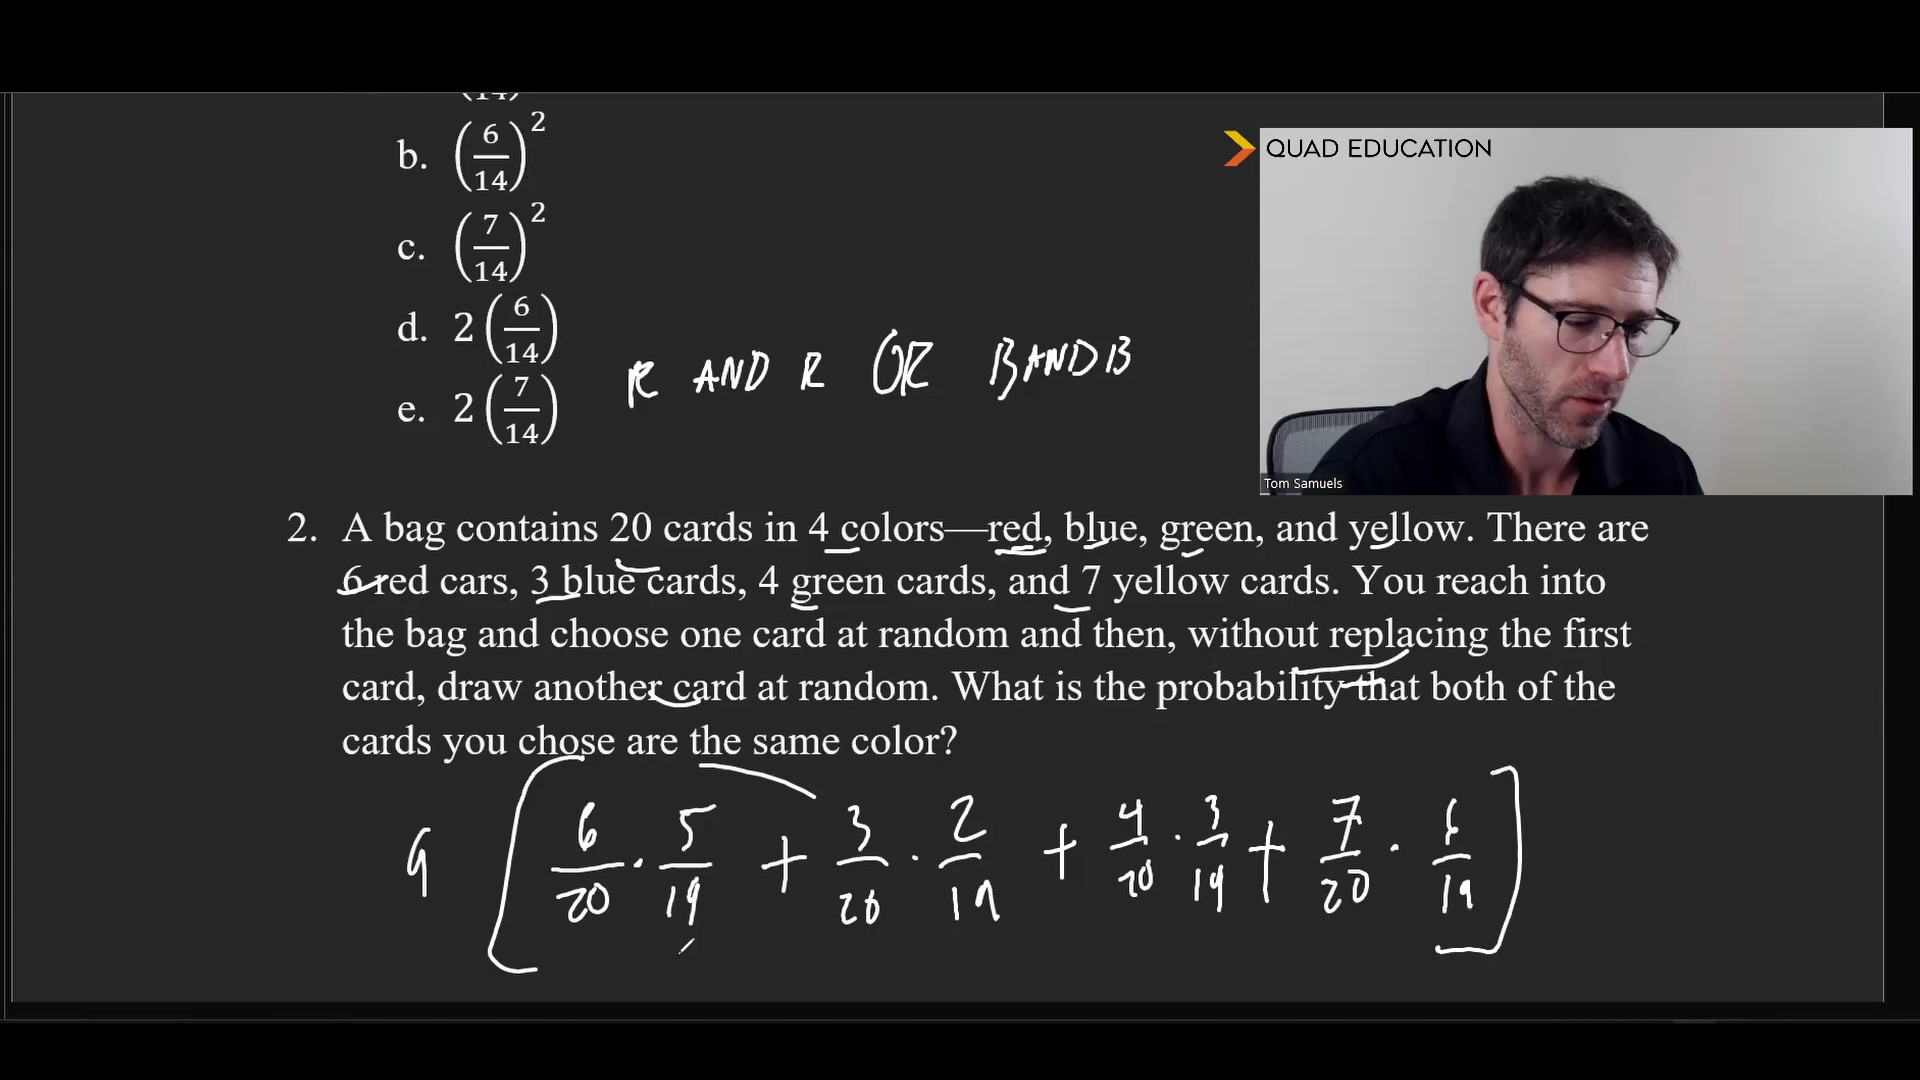 b. (6/14)^2
QUAD EDUCATION
c. (7/14)^2
d. 2(6/14)
R AND R OR B AND B
e. 2(7/14)
Tom Samuels
2. A bag contains 20 cards in 4 colors—red, blue, green, and yellow. There are
6 red cars, 3 blue cards, 4 green cards, and 7 yellow cards. You reach into
the bag and choose one card at random and then, without replacing the first
card, draw another card at random. What is the probability that both of the
cards you chose are the same color?
[6/20 · 5/19 + 3/20 · 2/19 + 4/20 · 3/19 + 7/20 · 6/19]